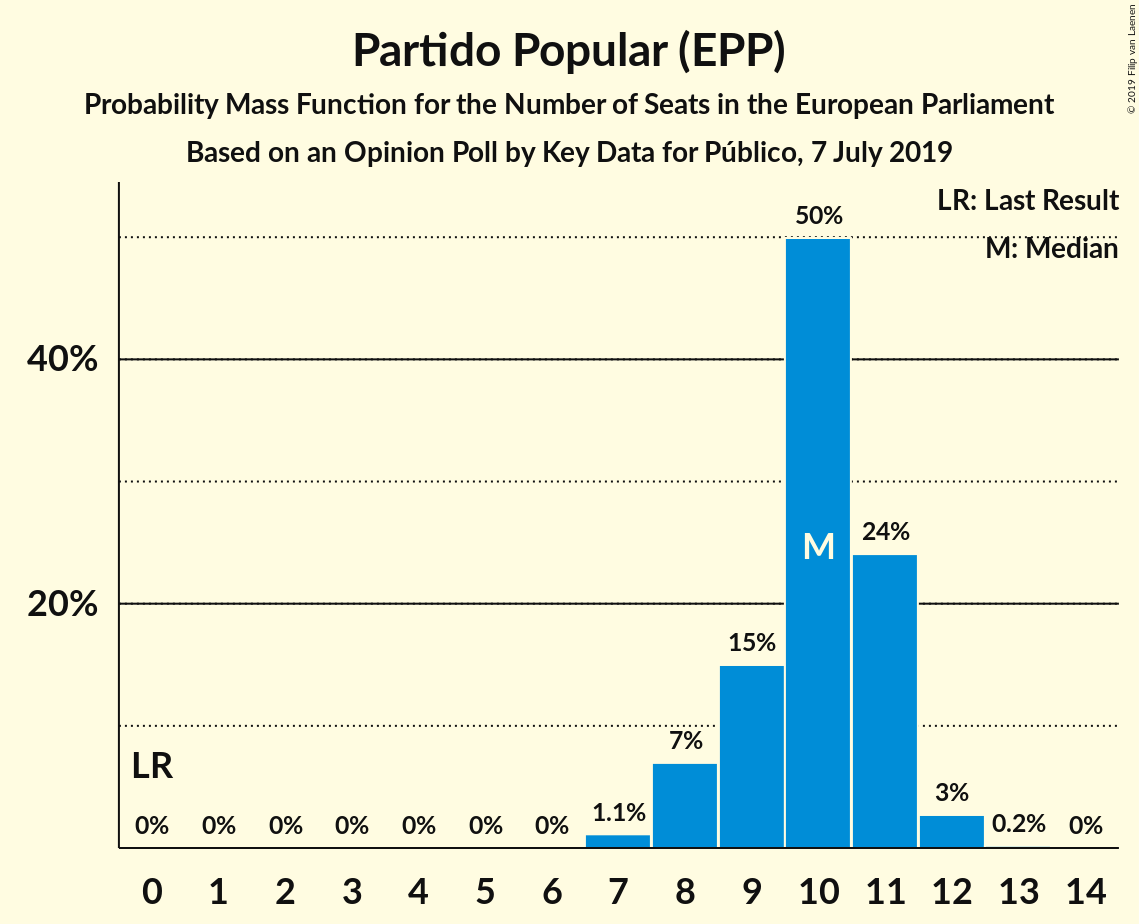 Partido Popular (EPP)
Probability Mass Function for the Number of Seats in the European Parliament
Based on an Opinion Poll by Key Data for Público, 7 July 2019
© 2019 Filip van Laenen
LR: Last Result
M: Median
50%
40%
24%
M
20%
15%
7%
LR
3%
1.1%
0.2%
0% 0% 0% 0% 0% 0% 0% 0%
0 1 2 3 4 5 6 7 8 9 10 11 12 13 14